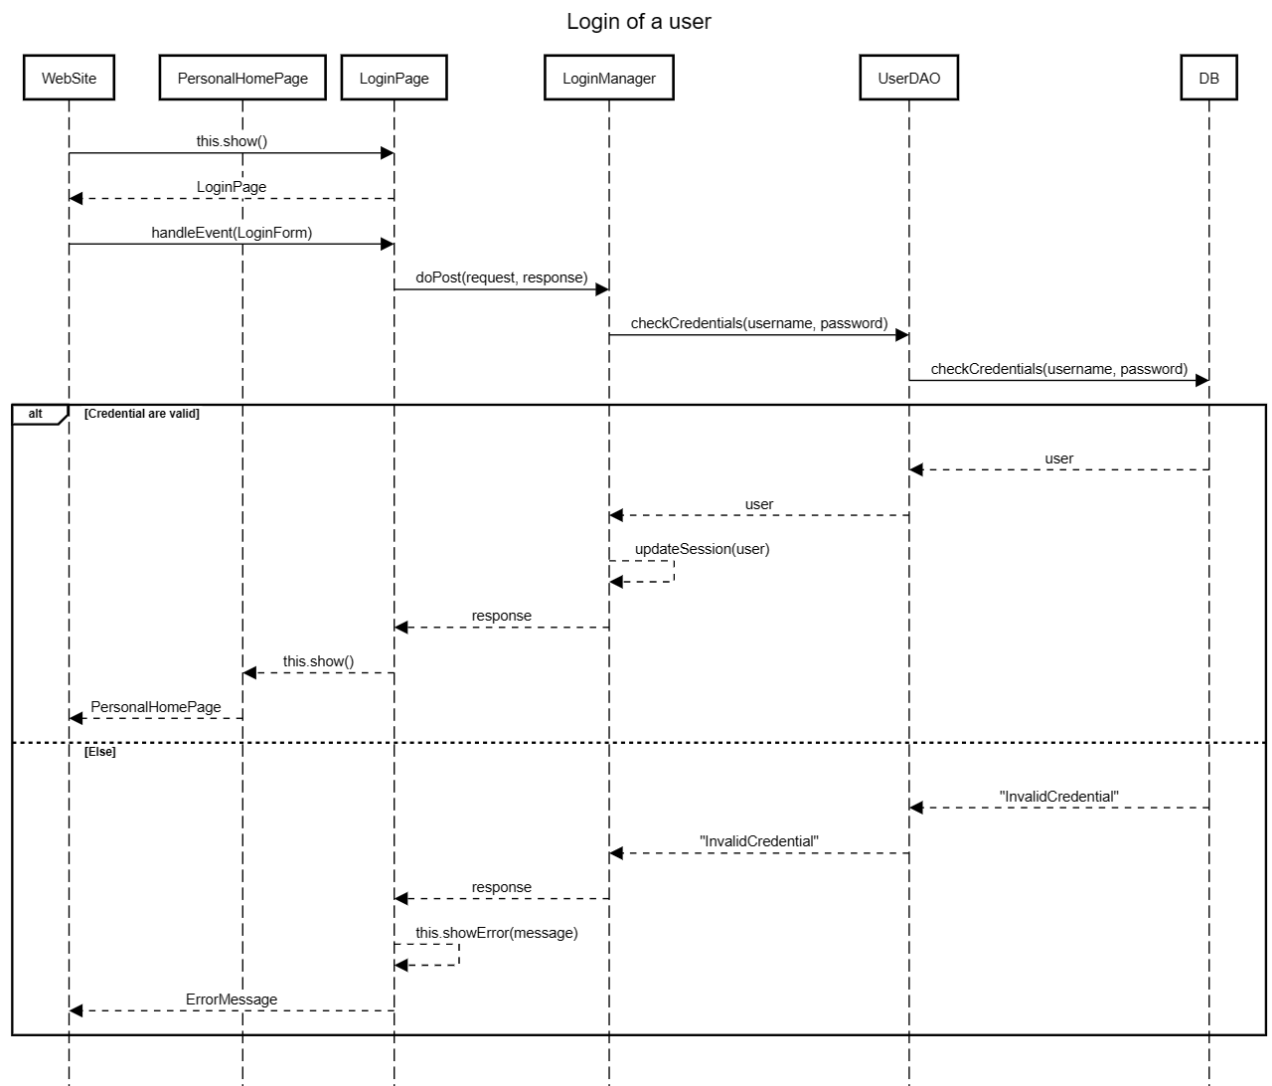 Login of a user
WebSite
PersonalHomePage
LoginPage
LoginManager
UserDAO
DB
this.show()
LoginPage
handleEvent(LoginForm)
doPost(request, response)
checkCredentials(username, password)
checkCredentials(username, password)
alt
[Credential are valid]
user
user
updateSession(user)
response
this.show()
PersonalHomePage
[Else]
"InvalidCredential"
"InvalidCredential"
response
this.showError(message)
ErrorMessage